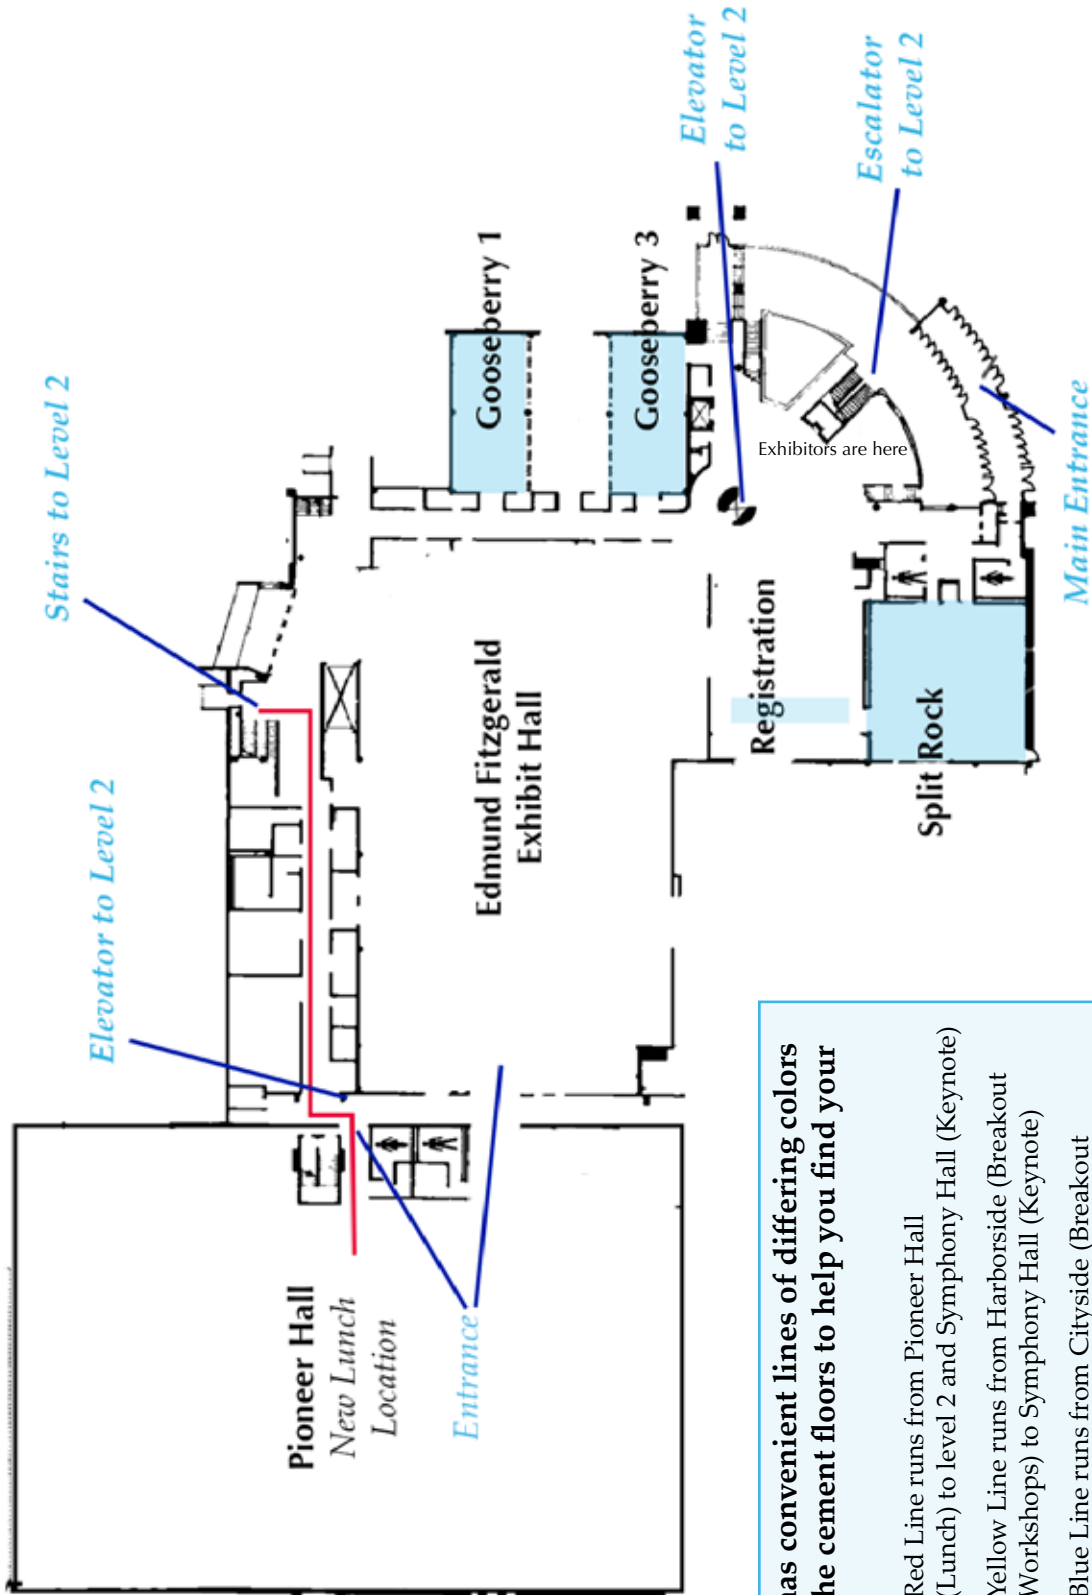 Stairs to Level 2
Elevator to Level 2
Elevator
to Level 2
Escalator
to Level 2
Gooseberry 1
Gooseberry 3
Exhibitors are here
Edmund Fitzgerald
Exhibit Hall
Registration
Split Rock
Main Entrance
Pioneer Hall
New Lunch
Location
Entrance
has convenient lines of differing colors
he cement floors to help you find your
Red Line runs from Pioneer Hall
(Lunch) to level 2 and Symphony Hall (Keynote)
Yellow Line runs from Harborside (Breakout
Workshops) to Symphony Hall (Keynote)
Blue Line runs from Cityside (Breakout